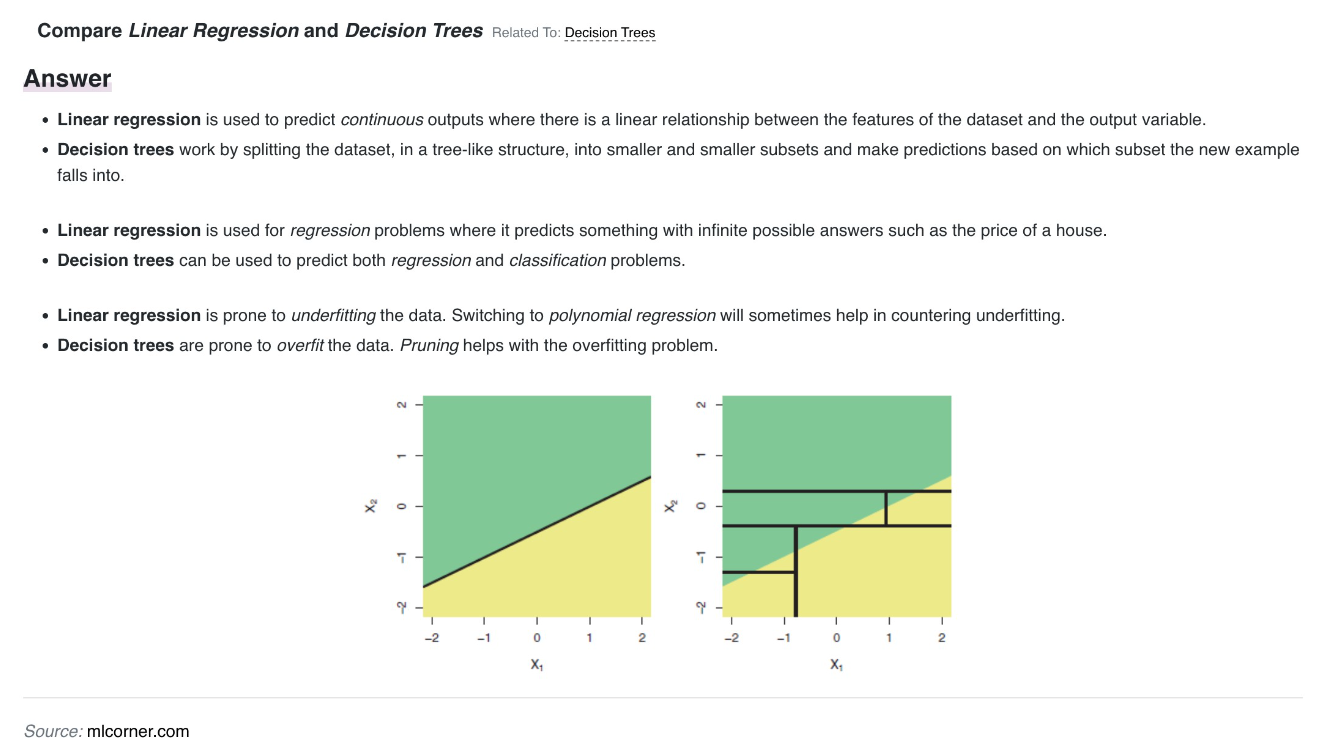 Compare Linear Regression and Decision Trees Related To: Decision Trees
Answer
• Linear regression is used to predict continuous outputs where there is a linear relationship between the features of the dataset and the output variable.
• Decision trees work by splitting the dataset, in a tree-like structure, into smaller and smaller subsets and make predictions based on which subset the new example
falls into.
• Linear regression is used for regression problems where it predicts something with infinite possible answers such as the price of a house.
• Decision trees can be used to predict both regression and classification problems.
• Linear regression is prone to underfitting the data. Switching to polynomial regression will sometimes help in countering underfitting.
• Decision trees are prone to overfit the data. Pruning helps with the overfitting problem.
2
1
0
−1
−2
X₂
−2 −1 0 1 2
X₁
2
1
0
−1
−2
X₂
−2 −1 0 1 2
X₁
Source: mlcorner.com